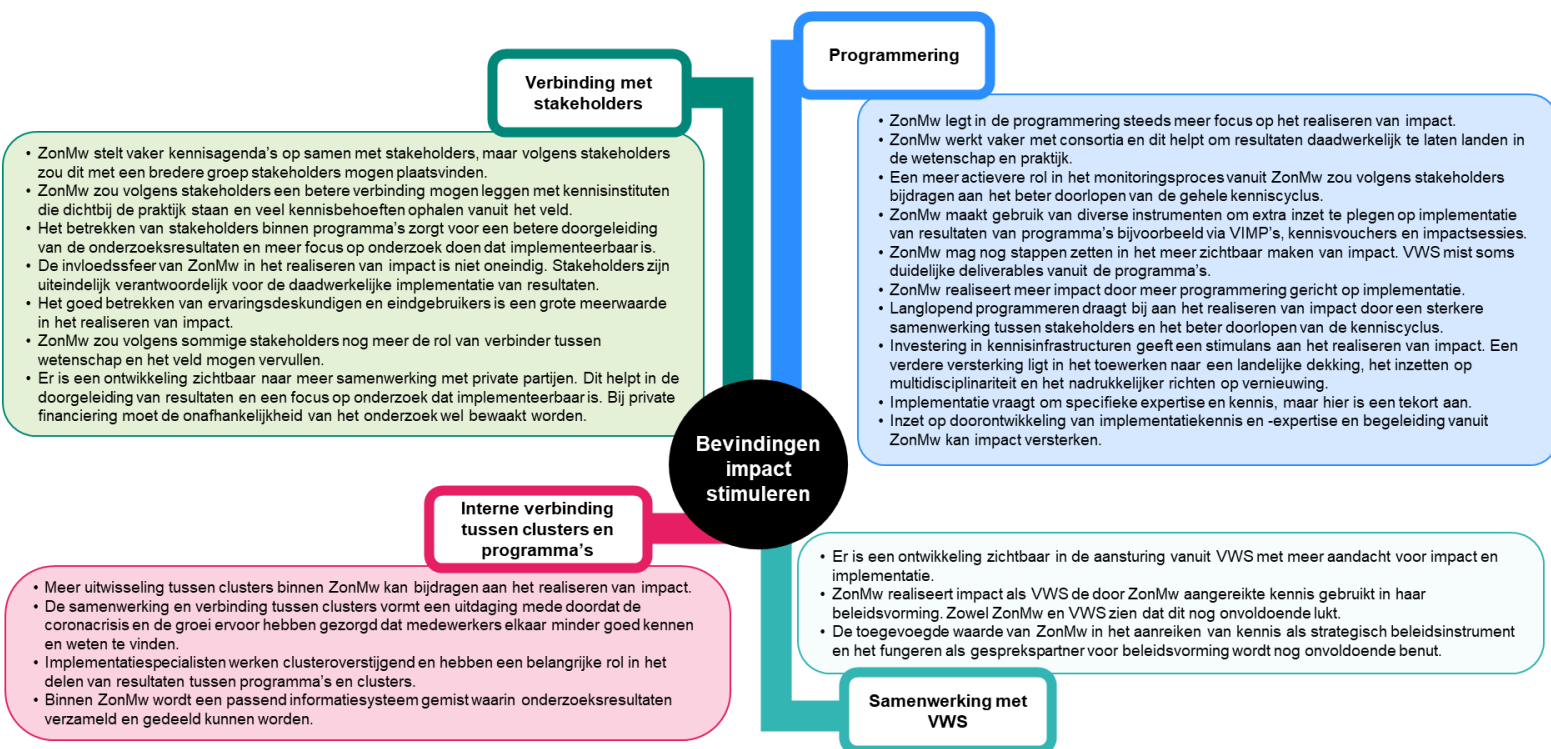 Verbinding met
stakeholders
• ZonMw stelt vaker kennisagenda's op samen met stakeholders, maar volgens stakeholders
zou dit met een bredere groep stakeholders mogen plaatsvinden.
• ZonMw zou volgens stakeholders een betere verbinding mogen leggen met kennisinstituten
die dichtbij de praktijk staan en veel kennisbehoeften ophalen vanuit het veld.
• Het betrekken van stakeholders binnen programma's zorgt voor een betere doorgeleiding
van de onderzoeksresultaten en meer focus op onderzoek doen dat implementeerbaar is.
• De invloedssfeer van ZonMw in het realiseren van impact is niet oneindig. Stakeholders zijn
uiteindelijk verantwoordelijk voor de daadwerkelijke implementatie van resultaten.
• Het goed betrekken van ervaringsdeskundigen en eindgebruikers is een grote meerwaarde
in het realiseren van impact.
• ZonMw zou volgens sommige stakeholders nog meer de rol van verbinder tussen
wetenschap en het veld mogen vervullen.
• Er is een ontwikkeling zichtbaar naar meer samenwerking met private partijen. Dit helpt in de
doorgeleiding van resultaten en een focus op onderzoek dat implementeerbaar is. Bij private
financiering moet de onafhankelijkheid van het onderzoek wel bewaakt worden.
Programmering
• ZonMw legt in de programmering steeds meer focus op het realiseren van impact.
• ZonMw werkt vaker met consortia en dit helpt om resultaten daadwerkelijk te laten landen in
de wetenschap en praktijk.
• Een meer actievere rol in het monitoringsproces vanuit ZonMw zou volgens stakeholders
bijdragen aan het beter doorlopen van de gehele kenniscyclus.
• ZonMw maakt gebruik van diverse instrumenten om extra inzet te plegen op implementatie
van resultaten van programma's bijvoorbeeld via VIMP's, kennisvouchers en impactsessies.
• ZonMw mag nog stappen zetten in het meer zichtbaar maken van impact. VWS mist soms
duidelijke deliverables vanuit de programma's.
• ZonMw realiseert meer impact door meer programmering gericht op implementatie.
• Langlopend programmeren draagt bij aan het realiseren van impact door een sterkere
samenwerking tussen stakeholders en het beter doorlopen van de kenniscyclus.
• Investering in kennisinfrastructuren geeft een stimulans aan het realiseren van impact. Een
verdere versterking ligt in het toewerken naar een landelijke dekking, het inzetten op
multidisciplinariteit en het nadrukkelijker richten op vernieuwing.
• Implementatie vraagt om specifieke expertise en kennis, maar hier is een tekort aan.
• Inzet op doorontwikkeling van implementatiekennis en -expertise en begeleiding vanuit
ZonMw kan impact versterken.
Bevindingen
impact
stimuleren
Interne verbinding
tussen clusters en
programma's
• Meer uitwisseling tussen clusters binnen ZonMw kan bijdragen aan het realiseren van impact.
• De samenwerking en verbinding tussen clusters vormt een uitdaging mede doordat de
coronacrisis en de groei ervoor hebben gezorgd dat medewerkers elkaar minder goed kennen
en weten te vinden.
• Implementatiespecialisten werken clusteroverstijgend en hebben een belangrijke rol in het
delen van resultaten tussen programma's en clusters.
• Binnen ZonMw wordt een passend informatiesysteem gemist waarin onderzoeksresultaten
verzameld en gedeeld kunnen worden.
• Er is een ontwikkeling zichtbaar in de aansturing vanuit VWS met meer aandacht voor impact en
implementatie.
• ZonMw realiseert impact als VWS de door ZonMw aangereikte kennis gebruikt in haar
beleidsvorming. Zowel ZonMw en VWS zien dat dit nog onvoldoende lukt.
• De toegevoegde waarde van ZonMw in het aanreiken van kennis als strategisch beleidsinstrument
en het fungeren als gesprekspartner voor beleidsvorming wordt nog onvoldoende benut.
Samenwerking met
VWS